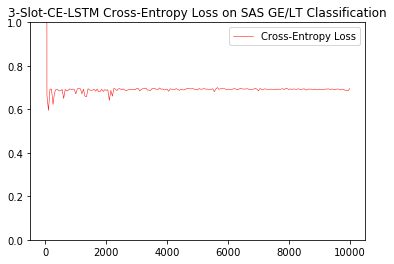 3-Slot-CE-LSTM Cross-Entropy Loss on SAS GE/LT Classification
Cross-Entropy Loss
1.0
0.8
0.6
0.4
0.2
0.0
0 2000 4000 6000 8000 10000